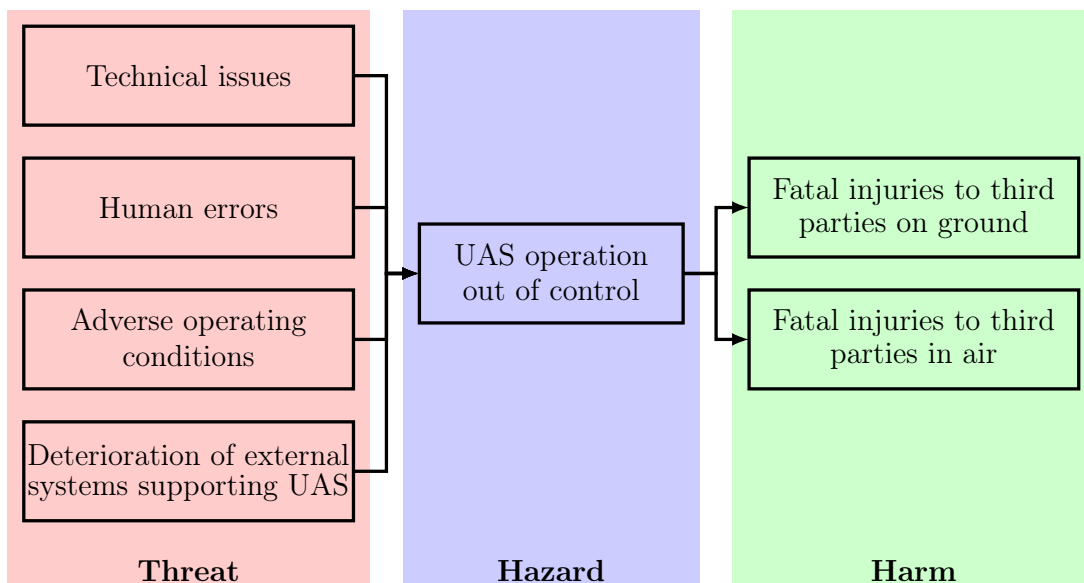 Technical issues
Human errors
Adverse operating
conditions
Deterioration of external
systems supporting UAS
Threat
UAS operation
out of control
Hazard
Fatal injuries to third
parties on ground
Fatal injuries to third
parties in air
Harm